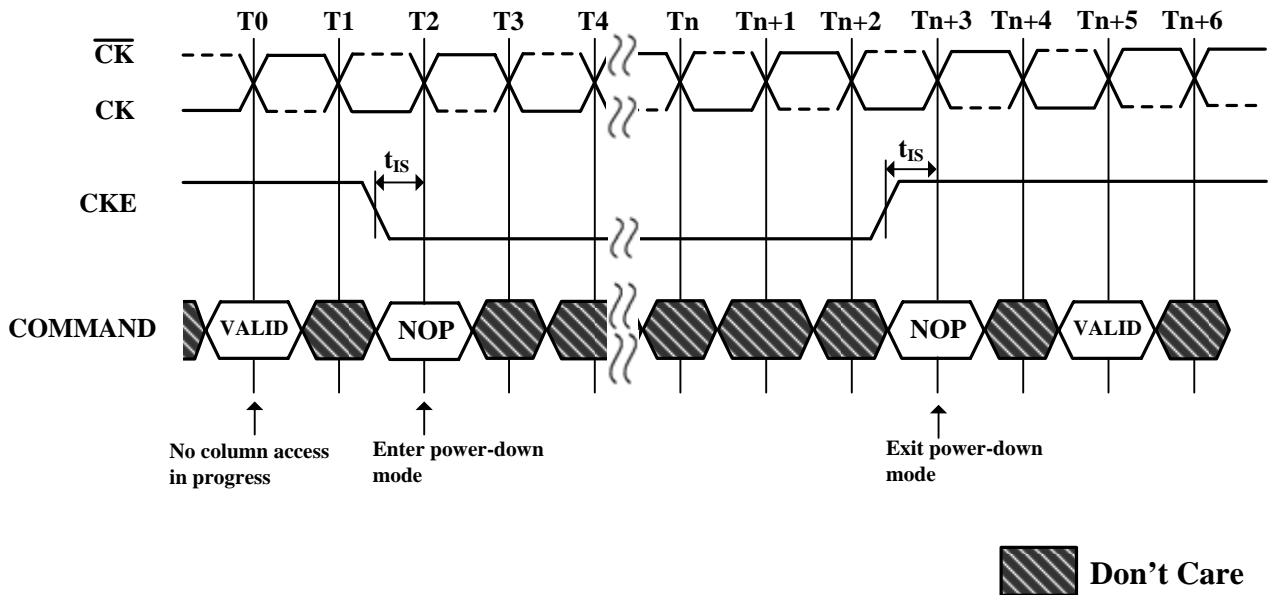 T0 T1 T2 T3 T4 Tn Tn+1 Tn+2 Tn+3 Tn+4 Tn+5 Tn+6
CK
CK
tIS tIS
CKE
COMMAND VALID NOP NOP VALID
No column access
in progress
Enter power-down
mode
Exit power-down
mode
Don't Care